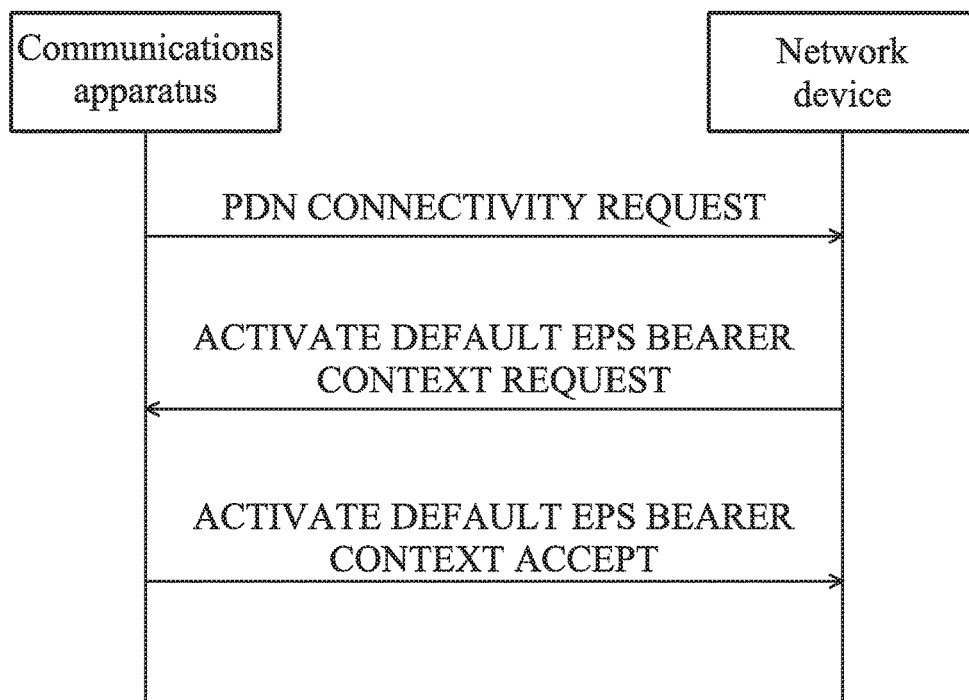 Communications
apparatus
Network
device
PDN CONNECTIVITY REQUEST
ACTIVATE DEFAULT EPS BEARER
CONTEXT REQUEST
ACTIVATE DEFAULT EPS BEARER
CONTEXT ACCEPT